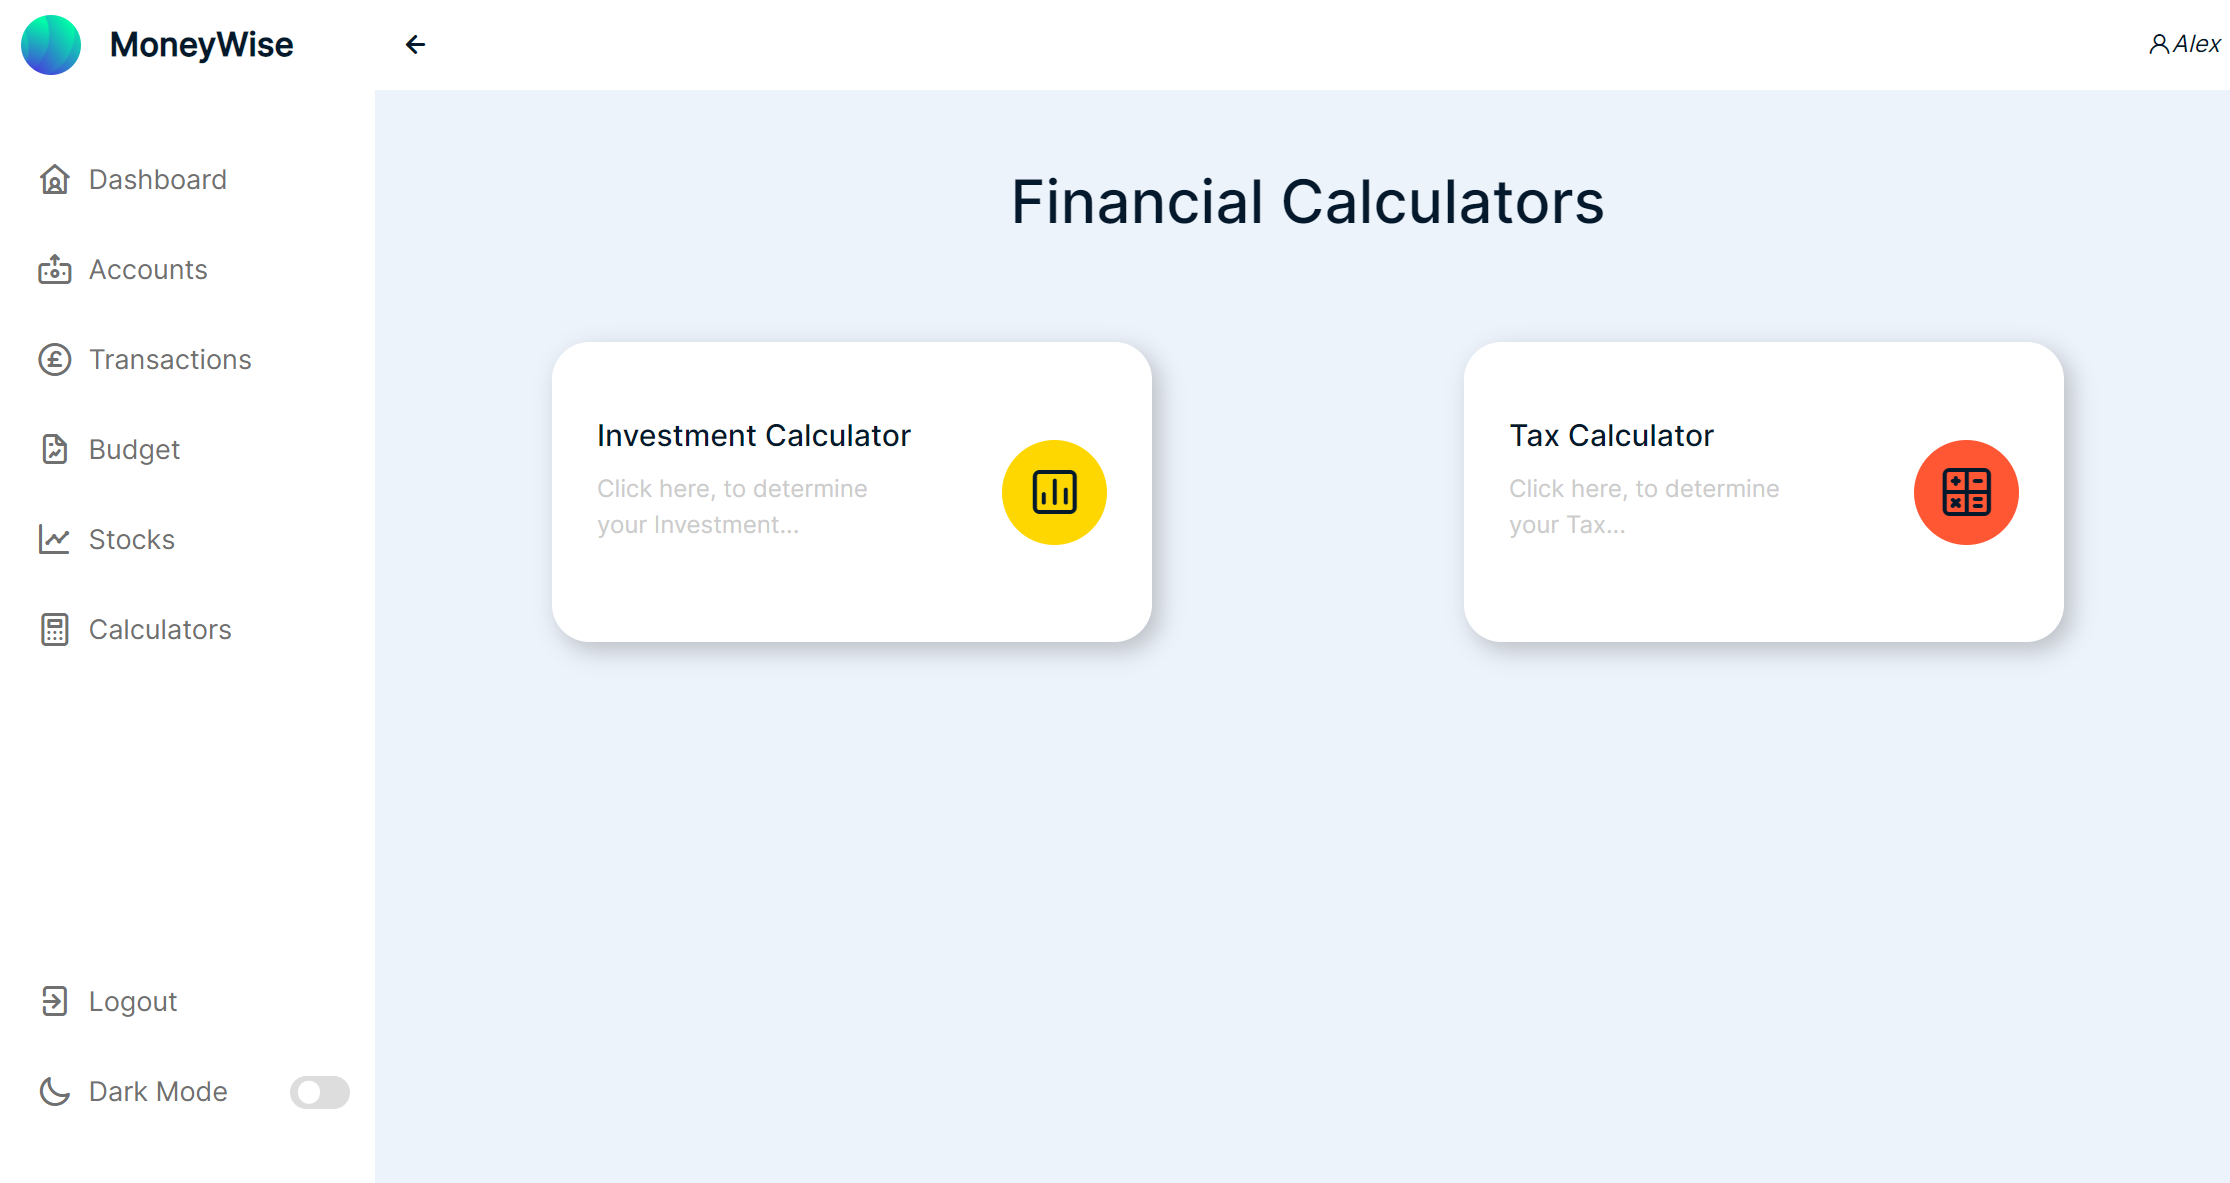 MoneyWise
Alex
Dashboard
Accounts
Transactions
Budget
Stocks
Calculators
Logout
Dark Mode
Financial Calculators
Investment Calculator
Click here, to determine
your Investment...
Tax Calculator
Click here, to determine
your Tax...